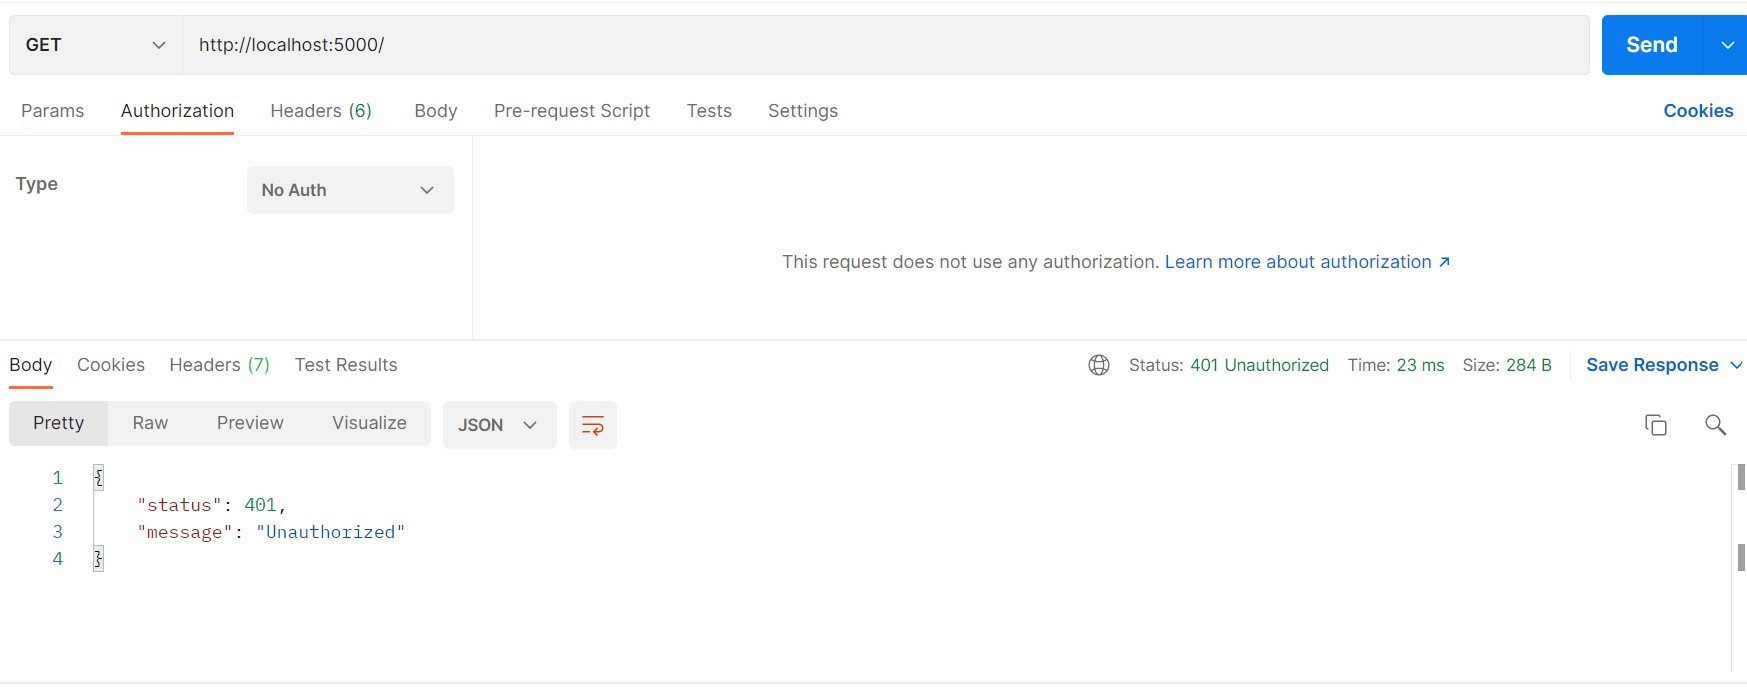 GET http://localhost:5000/ Send
Params Authorization Headers (6) Body Pre-request Script Tests Settings Cookies
Type No Auth
This request does not use any authorization. Learn more about authorization ↗
Body Cookies Headers (7) Test Results Status: 401 Unauthorized Time: 23 ms Size: 284 B Save Response
Pretty Raw Preview Visualize JSON
1 {
2 "status": 401,
3 "message": "Unauthorized"
4 }